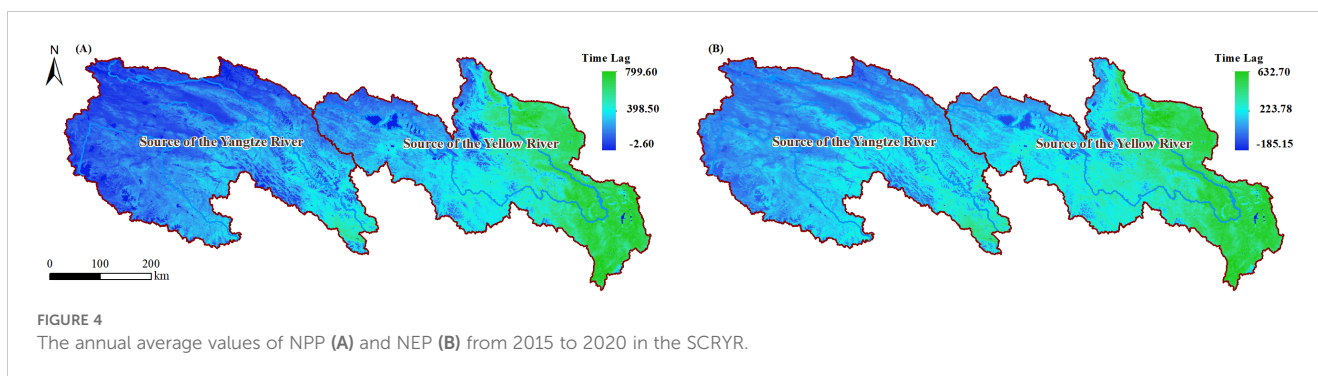 N
(A)
Time Lag
799.60
398.50
-2.60
Source of the Yangtze River
Source of the Yellow River
0 100 200
km
(B)
Time Lag
632.70
223.78
-185.15
Source of the Yangtze River
Source of the Yellow River
FIGURE 4
The annual average values of NPP (A) and NEP (B) from 2015 to 2020 in the SCRYR.